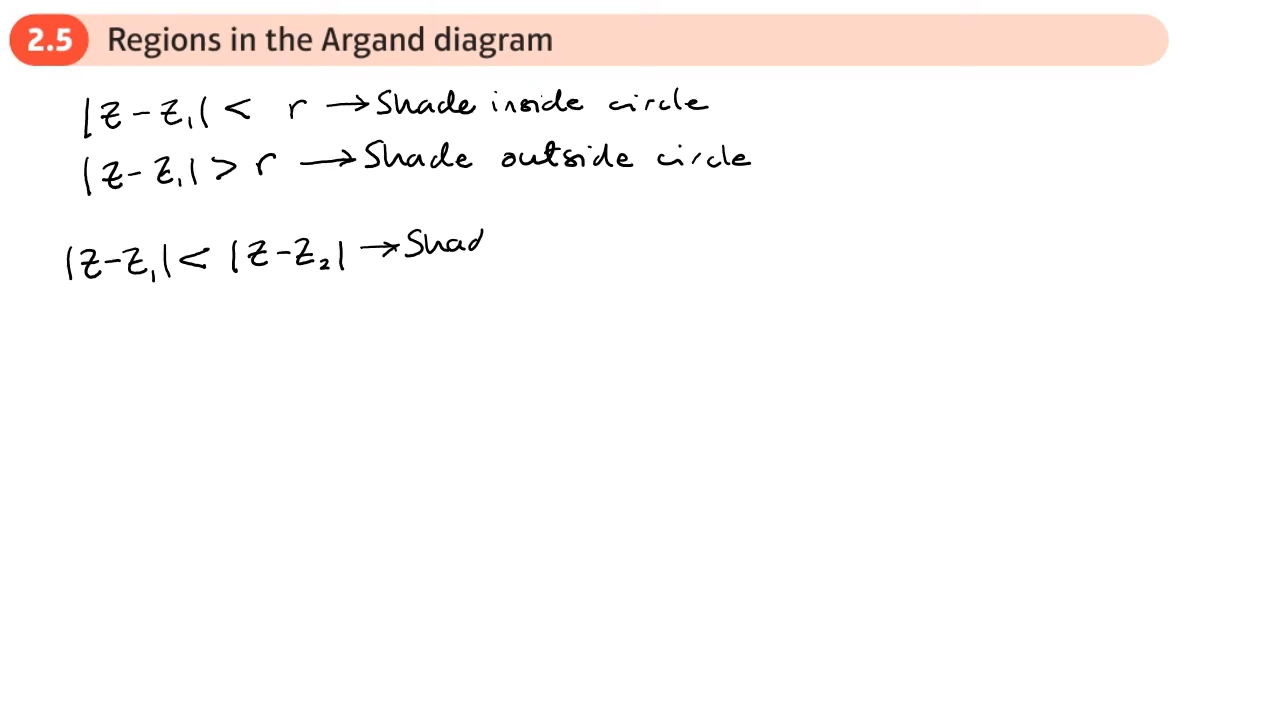 2.5 Regions in the Argand diagram
|z - z₁| < r → Shade inside circle
|z - z₁| > r → Shade outside circle
|z - z₁| < |z - z₂| → Shad